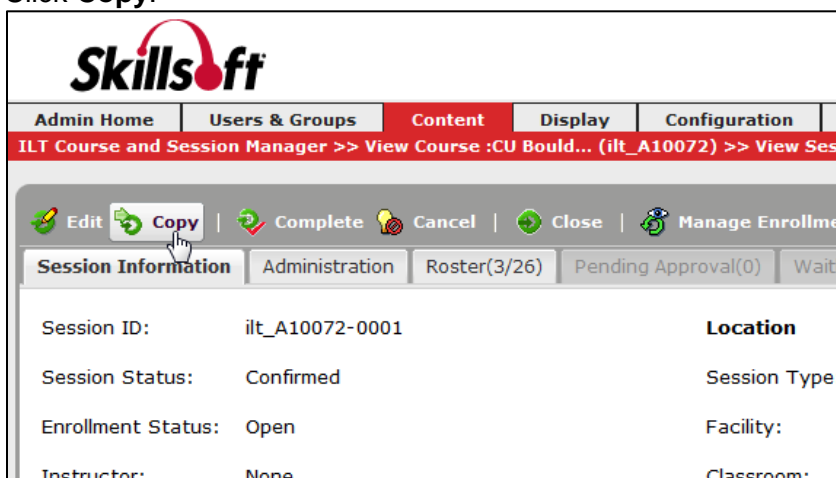 Click Copy.
Skillsoft
Admin Home Users & Groups Content Display Configuration
ILT Course and Session Manager >> View Course :CU Bould... (ilt_A10072) >> View Ses
Edit Copy | Complete Cancel | Close | Manage Enrollme
Session Information Administration Roster(3/26) Pending Approval(0) Wait
Session ID: ilt_A10072-0001 Location
Session Status: Confirmed Session Type
Enrollment Status: Open Facility:
Instructor: None Classroom: